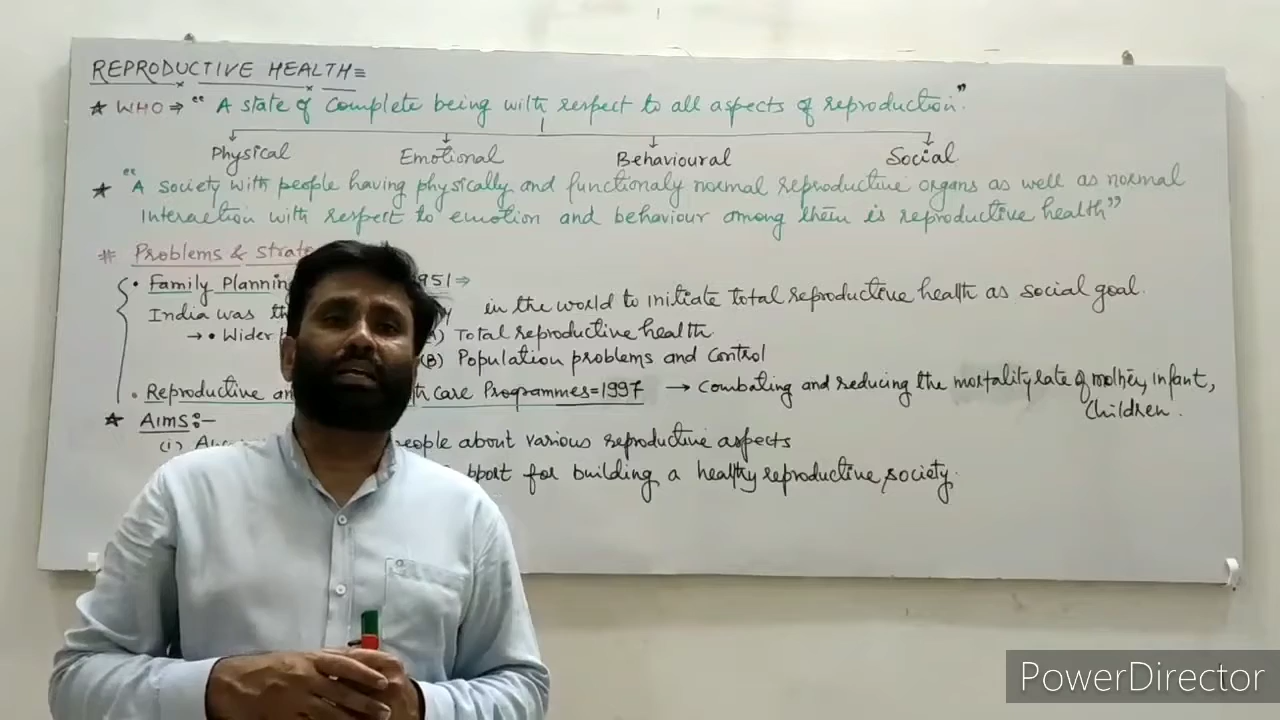 REPRODUCTIVE HEALTH=
★ WHO ⇒ "A state of complete being with respect to all aspects of reproduction."
Physical Emotional Behavioural Social
★ "A society with people having physically and functionaly normal reproductive organs as well as normal
interaction with respect to emotion and behaviour among them is reproductive health"
# Problems &
• Family Planning 951 ⇒
India was in the world to initiate total reproductive health as social goal.
→ • Wider (A) Total reproductive health
(B) Population problems and control
• Reproductive care Programmes = 1997 → Combating and reducing the mortality rate of mother, infant,
Children.
★ Aims:-
(i) people about various reproductive aspects
for building a healthy reproductive society.
PowerDirector